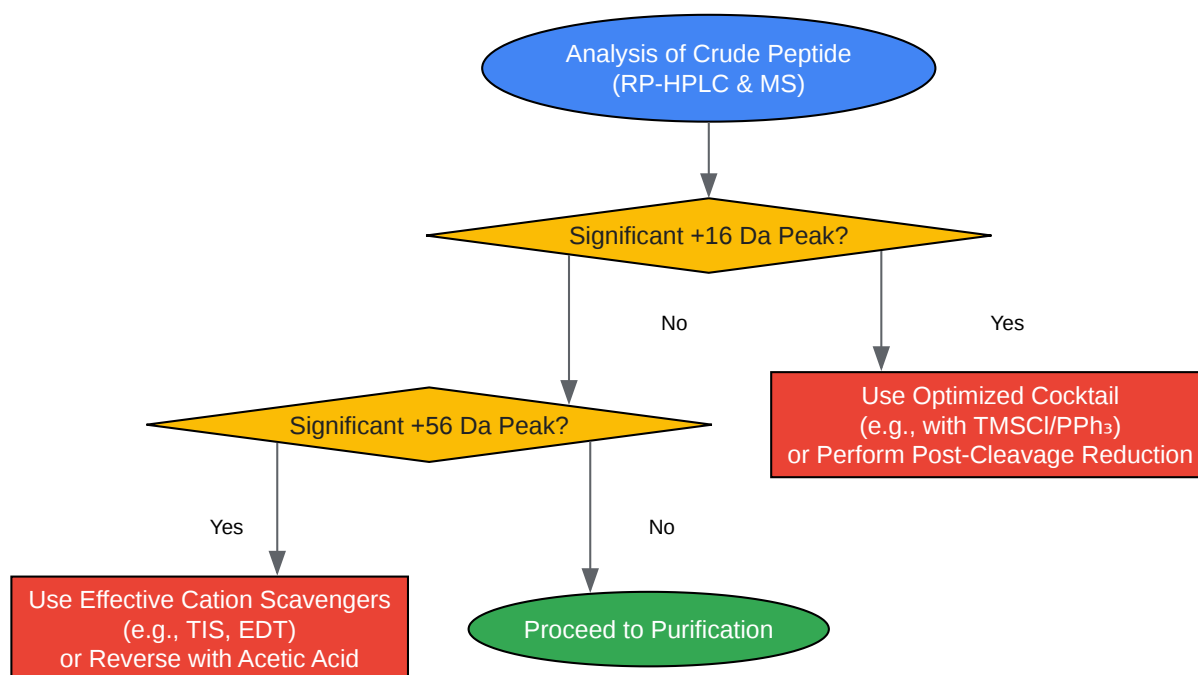 Analysis of Crude Peptide
(RP-HPLC & MS)
Significant +16 Da Peak?
No
Yes
Use Optimized Cocktail
(e.g., with TMSCl/PPh₃)
or Perform Post-Cleavage Reduction
Significant +56 Da Peak?
Yes
No
Use Effective Cation Scavengers
(e.g., TIS, EDT)
or Reverse with Acetic Acid
Proceed to Purification